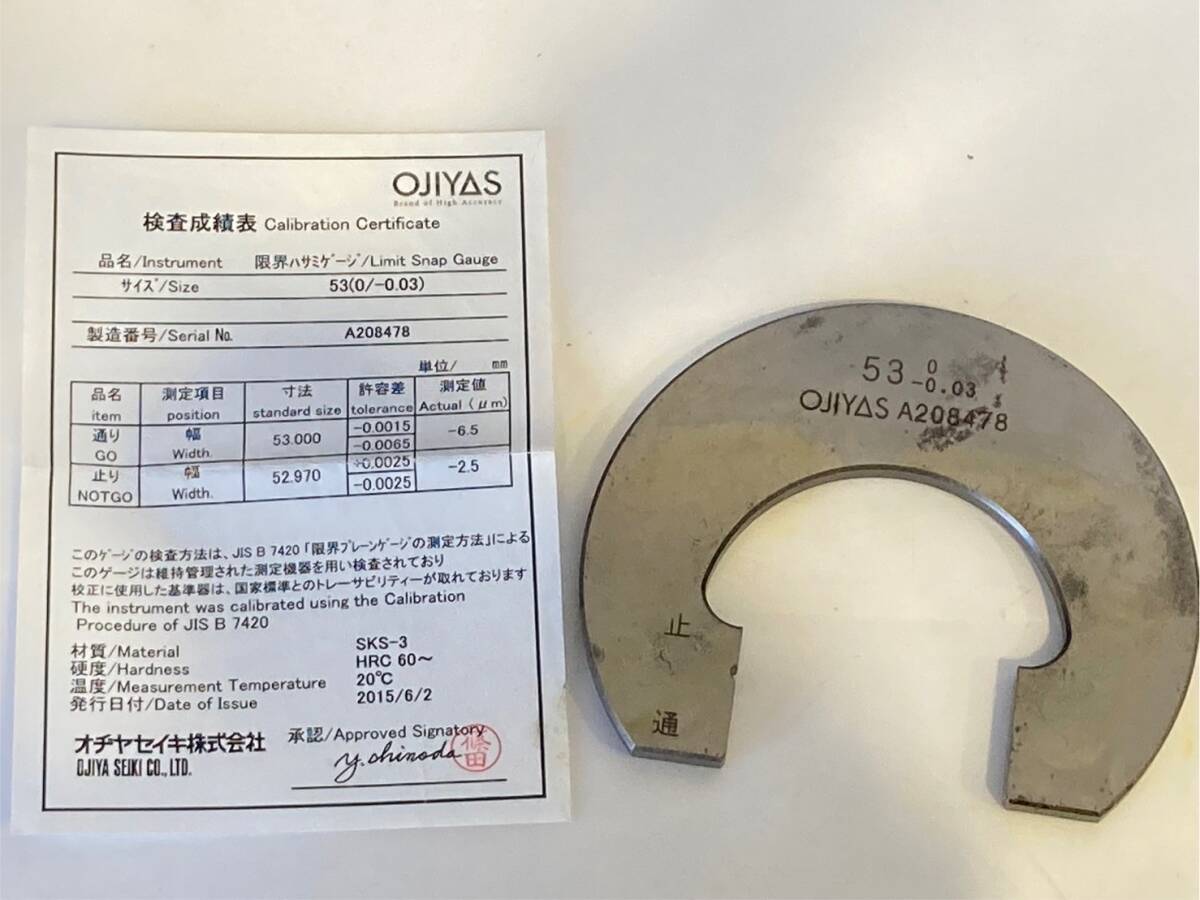 OJIYAS
Brand of High Accuracy
検査成績表 Calibration Certificate
品名/Instrument 限界ハサミゲージ/Limit Snap Gauge
サイズ/Size 53(0/-0.03)
製造番号/Serial No. A208478
単位/ mm
品名 測定項目 寸法 許容差 測定値
item position standard size tolerance Actual (μm)
通り 幅 53.000 -0.0015 -6.5
GO Width. -0.0065
止り 幅 52.970 +0.0025 -2.5
NOTGO Width. -0.0025
このゲージの検査方法は、JIS B 7420 「限界プレーンゲージの測定方法」による
このゲージは維持管理された測定機器を用い検査されており
校正に使用した基準器は、国家標準とのトレーサビリティーが取れております
The instrument was calibrated using the Calibration
Procedure of JIS B 7420
材質/Material SKS-3
硬度/Hardness HRC 60～
温度/Measurement Temperature 20℃
発行日付/Date of Issue 2015/6/2
オヂヤセイキ株式会社 承認/Approved Signatory
OJIYA SEIKI CO., LTD. y. shinoda 篠田
53 0 -0.03
OJIYAS A208478
止
通